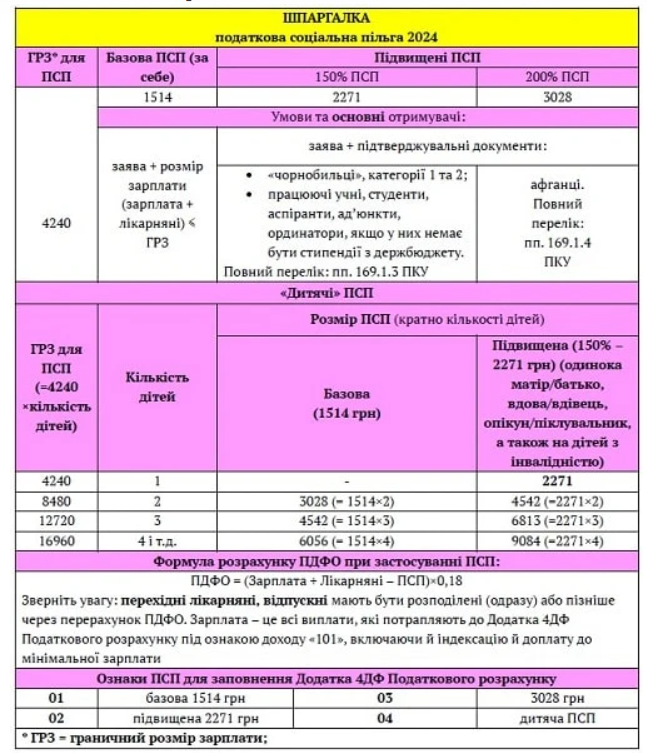 ШПАРГАЛКА
податкова соціальна пільга 2024
ГРЗ* для ПСП
Базова ПСП (за себе)
Підвищені ПСП
150% ПСП
200% ПСП
4240
1514
2271
3028
Умови та основні отримувачі:
заява + розмір
зарплати
(зарплата +
лікарняні) ≤
ГРЗ
заява + підтверджувальні документи:
• «чорнобильці», категорії 1 та 2;
• працюючі учні, студенти,
аспіранти, ад’юнкти,
ординатори, якщо у них немає
бути стипендії з держбюджету.
Повний перелік: пп. 169.1.3 ПКУ
афганці.
Повний
перелік:
пп. 169.1.4
ПКУ
«Дитячі» ПСП
ГРЗ для
ПСП
(=4240
×кількість
дітей)
Кількість
дітей
Розмір ПСП (кратно кількості дітей)
Базова
(1514 грн)
Підвищена (150% –
2271 грн) (одинока
матір/батько,
вдова/вдівець,
опікун/піклувальник,
а також на дітей з
інвалідністю)
4240 1 - 2271
8480 2 3028 (= 1514×2) 4542 (=2271×2)
12720 3 4542 (= 1514×3) 6813 (=2271×3)
16960 4 і т.д. 6056 (= 1514×4) 9084 (=2271×4)
Формула розрахунку ПДФО при застосуванні ПСП:
ПДФО = (Зарплата + Лікарняні – ПСП)×0,18
Зверніть увагу: перехідні лікарняні, відпускні мають бути розподілені (одразу) або пізніше
через перерахунок ПДФО. Зарплата – це всі виплати, які потрапляють до Додатка 4ДФ
Податкового розрахунку під ознакою доходу «101», включаючи й індексацію й доплату до
мінімальної зарплати
Ознаки ПСП для заповнення Додатка 4ДФ Податкового розрахунку
01 базова 1514 грн 03 3028 грн
02 підвищена 2271 грн 04 дитяча ПСП
* ГРЗ = граничний розмір зарплати;